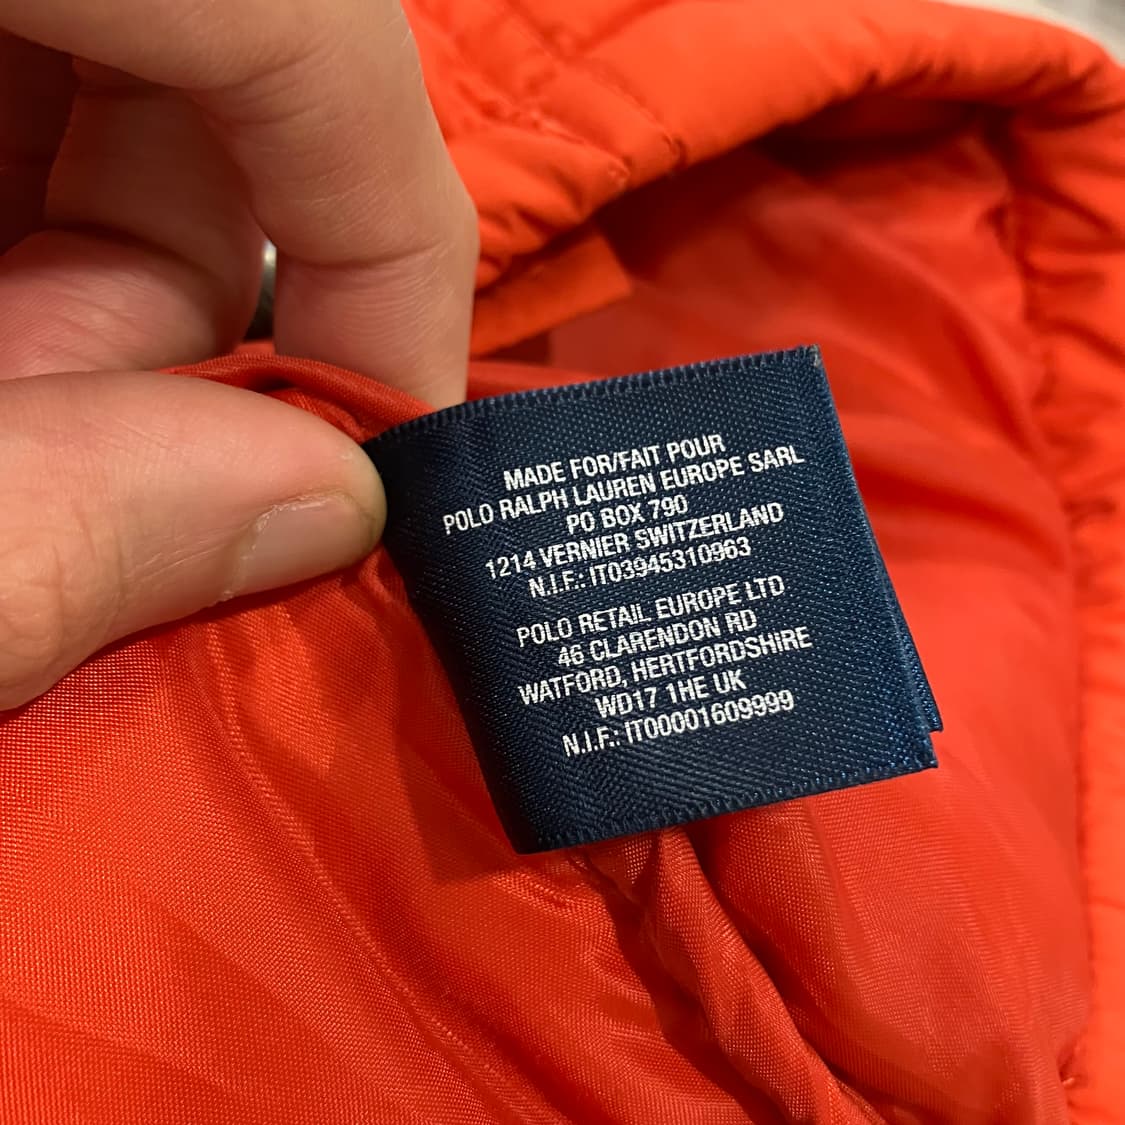 MADE FOR/FAIT POUR
POLO RALPH LAUREN EUROPE SARL
PO BOX 790
1214 VERNIER SWITZERLAND
N.I.F.: IT03945310963
POLO RETAIL EUROPE LTD
46 CLARENDON RD
WATFORD, HERTFORDSHIRE
WD17 1HE UK
N.I.F.: IT00001609999